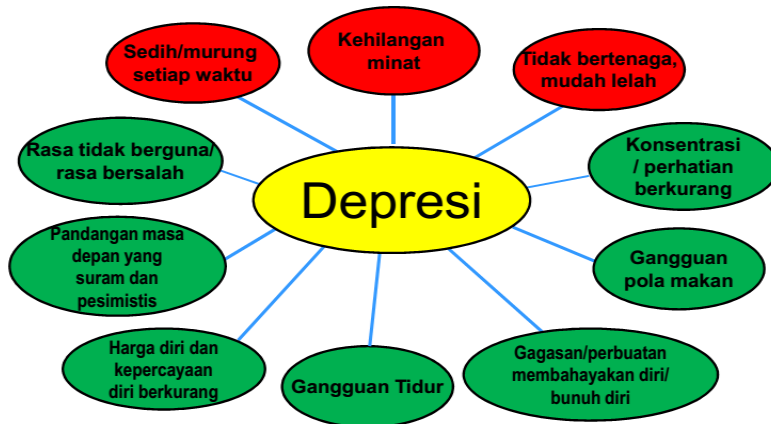 Sedih/murung
setiap waktu
Kehilangan
minat
Tidak bertenaga,
mudah lelah
Rasa tidak berguna/
rasa bersalah
Konsentrasi
/ perhatian
berkurang
Depresi
Pandangan masa
depan yang
suram dan
pesimistis
Gangguan
pola makan
Harga diri dan
kepercayaan
diri berkurang
Gangguan Tidur
Gagasan/perbuatan
membahayakan diri/
bunuh diri